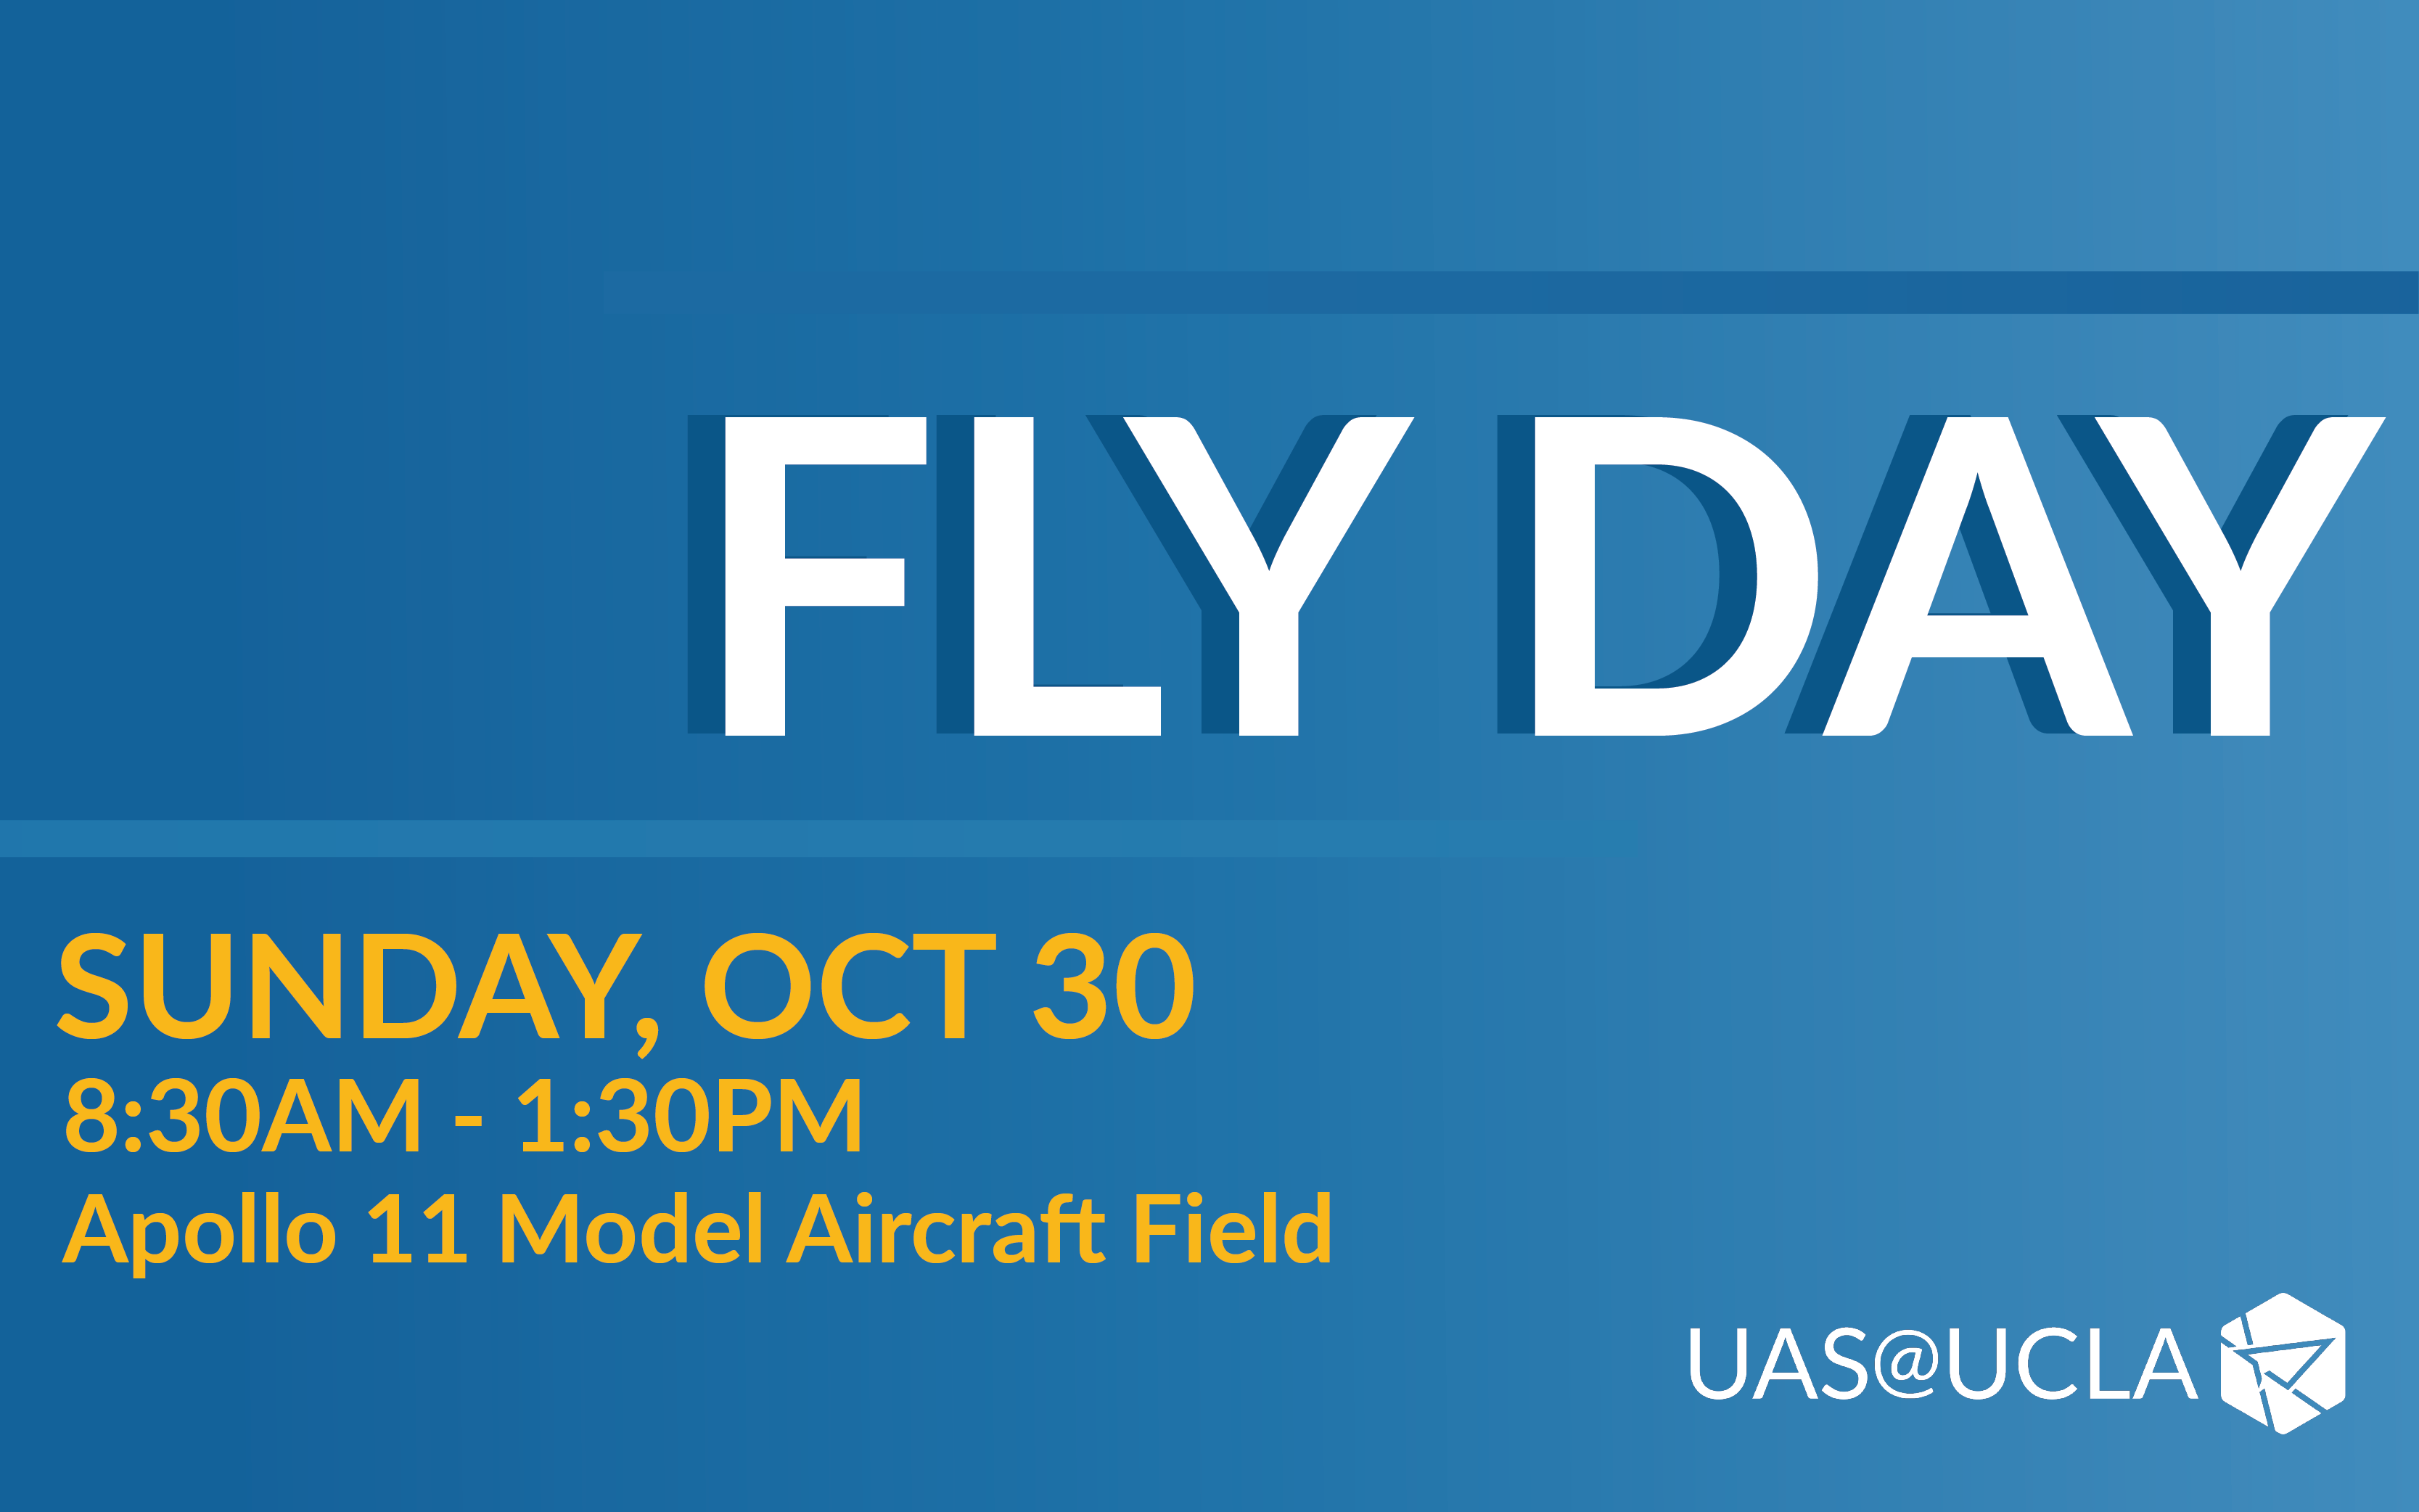 FLY DAY
SUNDAY, OCT 30
8:30AM - 1:30PM
Apollo 11 Model Aircraft Field
UAS@UCLA